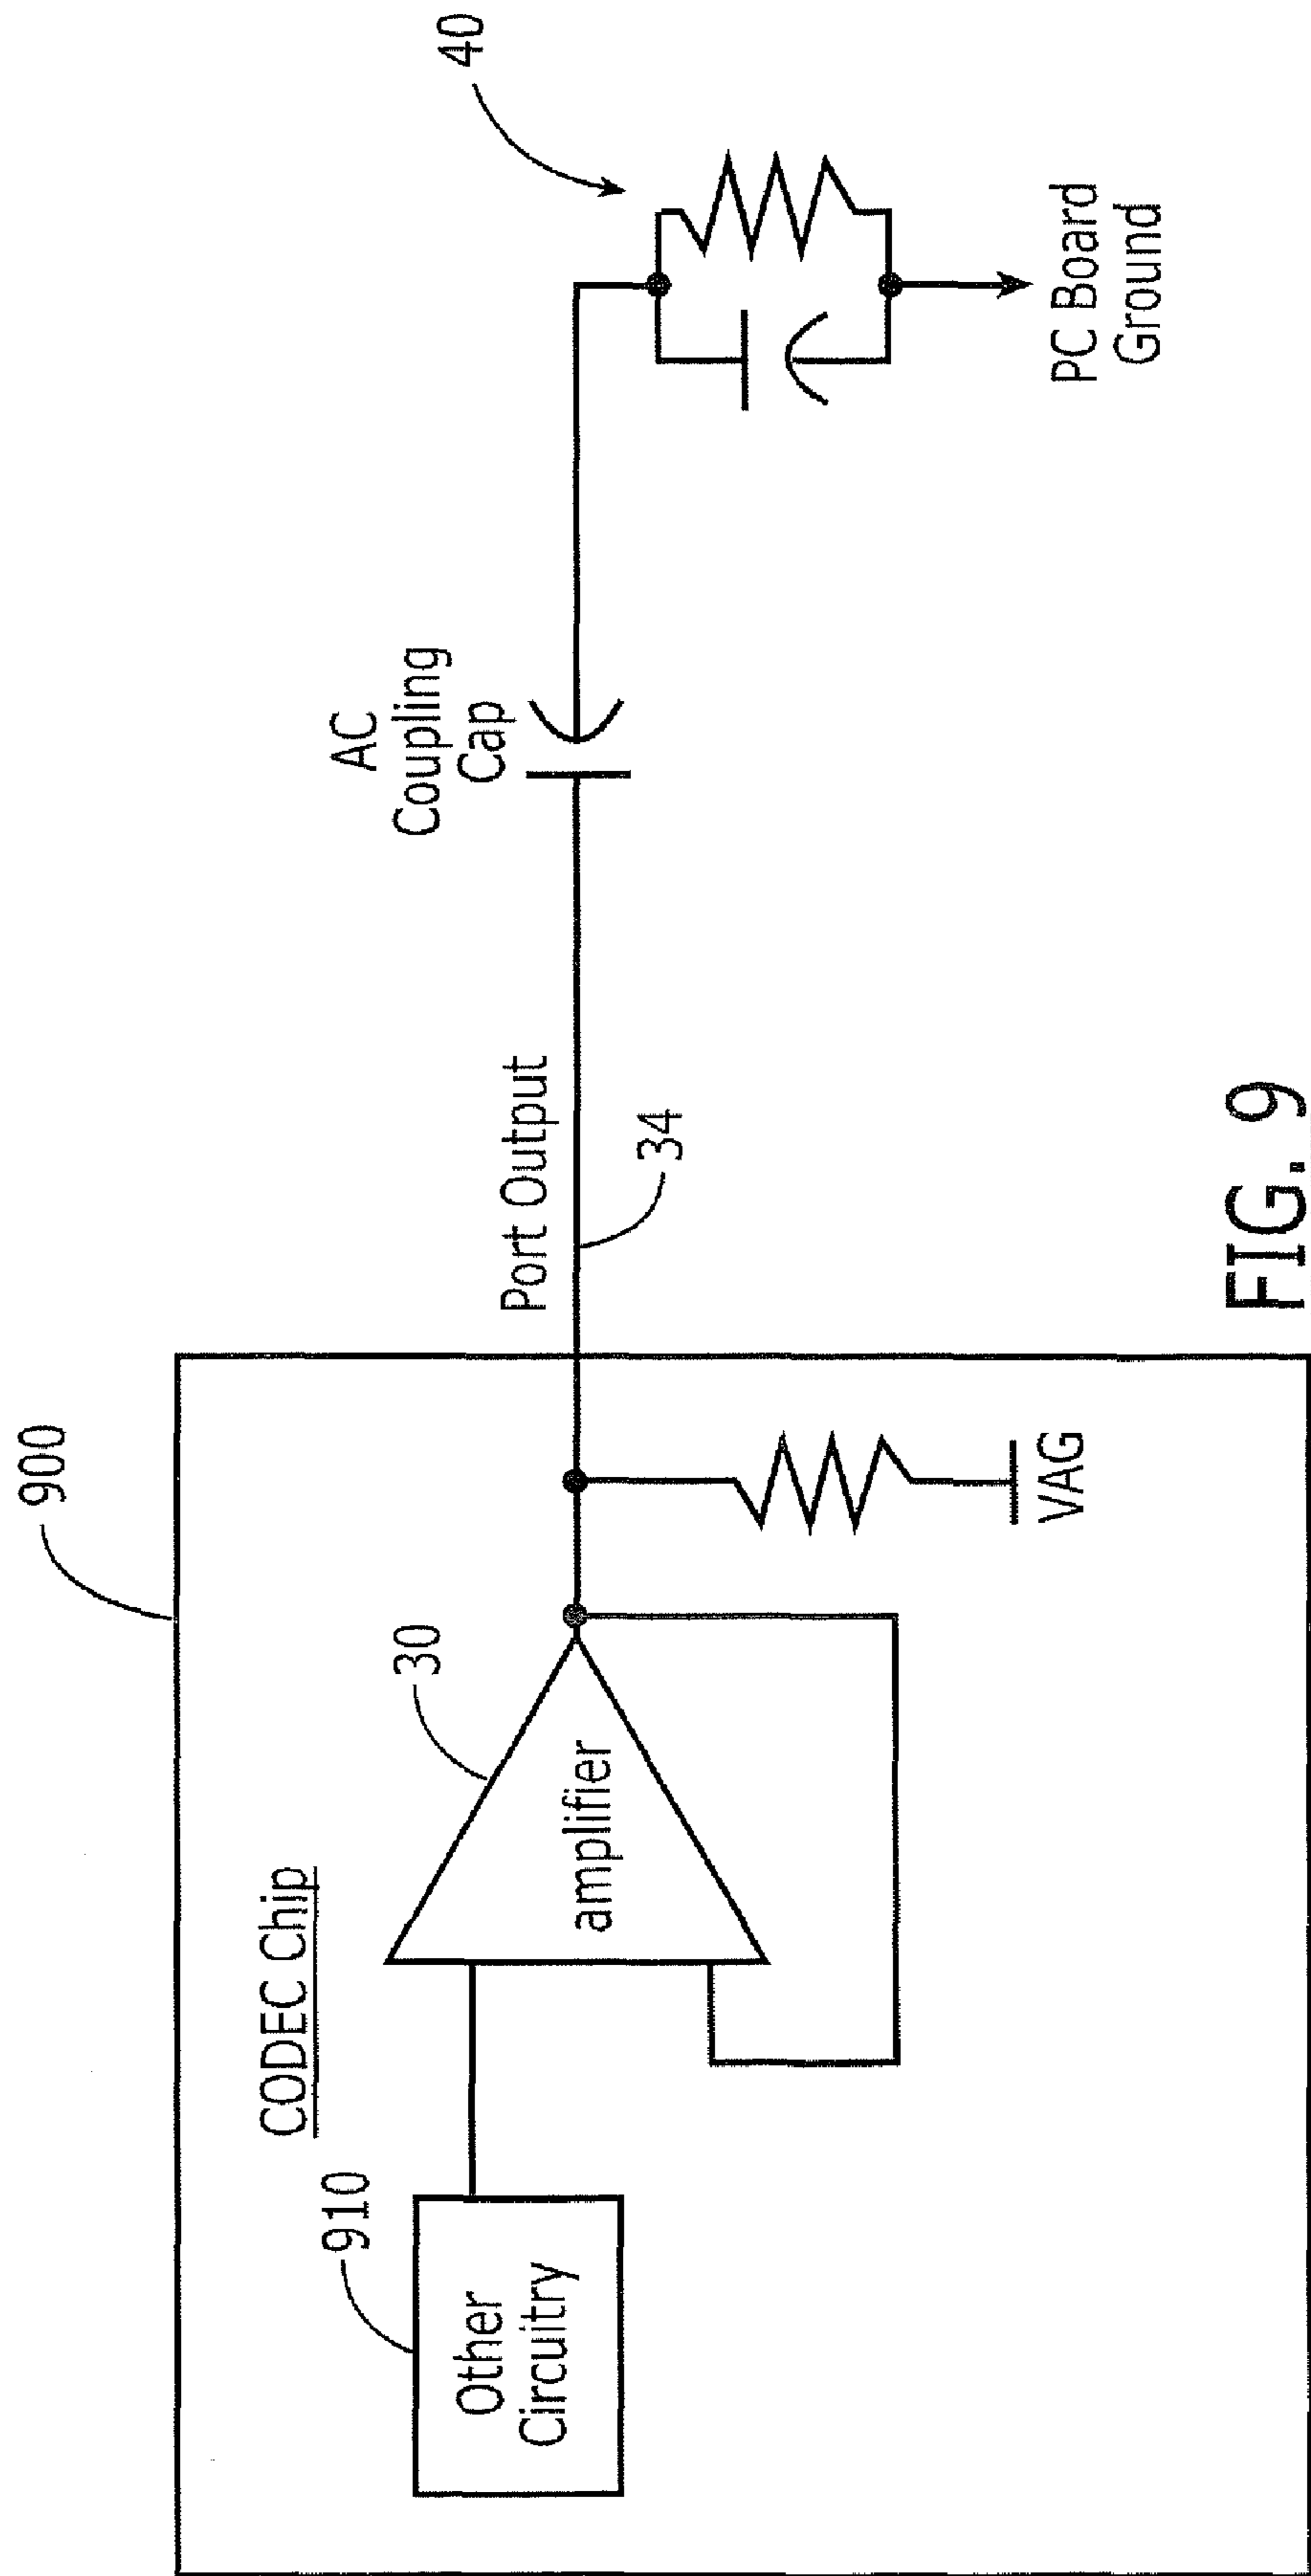 900
CODEC Chip
910
Other
Circuitry
30
amplifier
VAG
Port Output
34
AC
Coupling
Cap
40
PC Board
Ground
FIG. 9